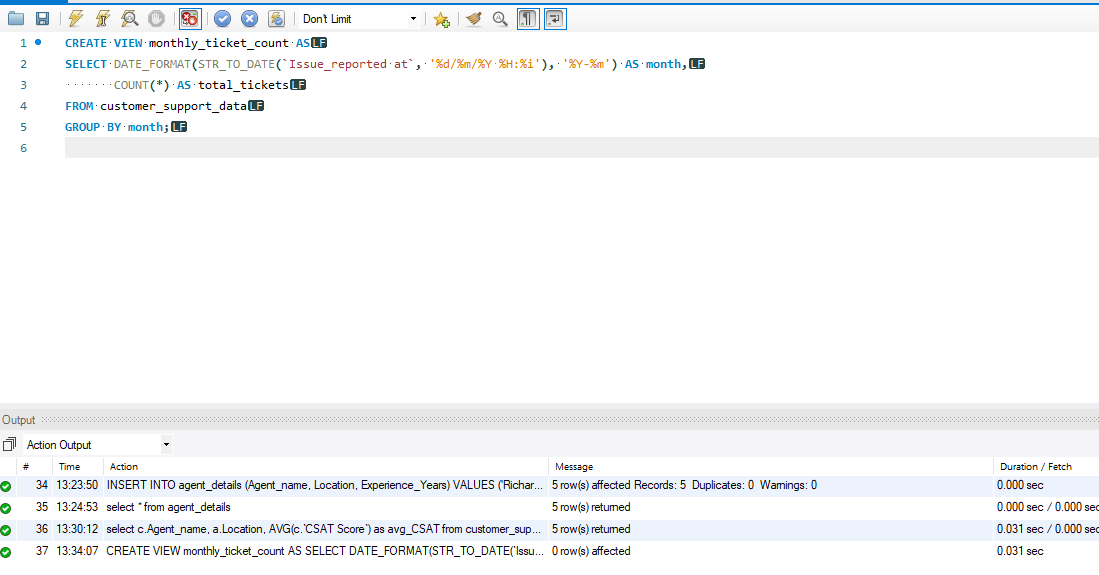 Don't Limit
1 CREATE VIEW monthly_ticket_count AS LF
2 SELECT DATE_FORMAT(STR_TO_DATE(`Issue_reported at`, '%d/%m/%Y %H:%i'), '%Y-%m') AS month, LF
3 COUNT(*) AS total_tickets LF
4 FROM customer_support_data LF
5 GROUP BY month; LF
6
Output
Action Output
# Time Action Message Duration / Fetch
34 13:23:50 INSERT INTO agent_details (Agent_name, Location, Experience_Years) VALUES ('Richar... 5 row(s) affected Records: 5 Duplicates: 0 Warnings: 0 0.000 sec
35 13:24:53 select * from agent_details 5 row(s) returned 0.000 sec / 0.000 sec
36 13:30:12 select c.Agent_name, a.Location, AVG(c.`CSAT Score`) as avg_CSAT from customer_sup... 5 row(s) returned 0.031 sec / 0.000 sec
37 13:34:07 CREATE VIEW monthly_ticket_count AS SELECT DATE_FORMAT(STR_TO_DATE(`Issu... 0 row(s) affected 0.031 sec